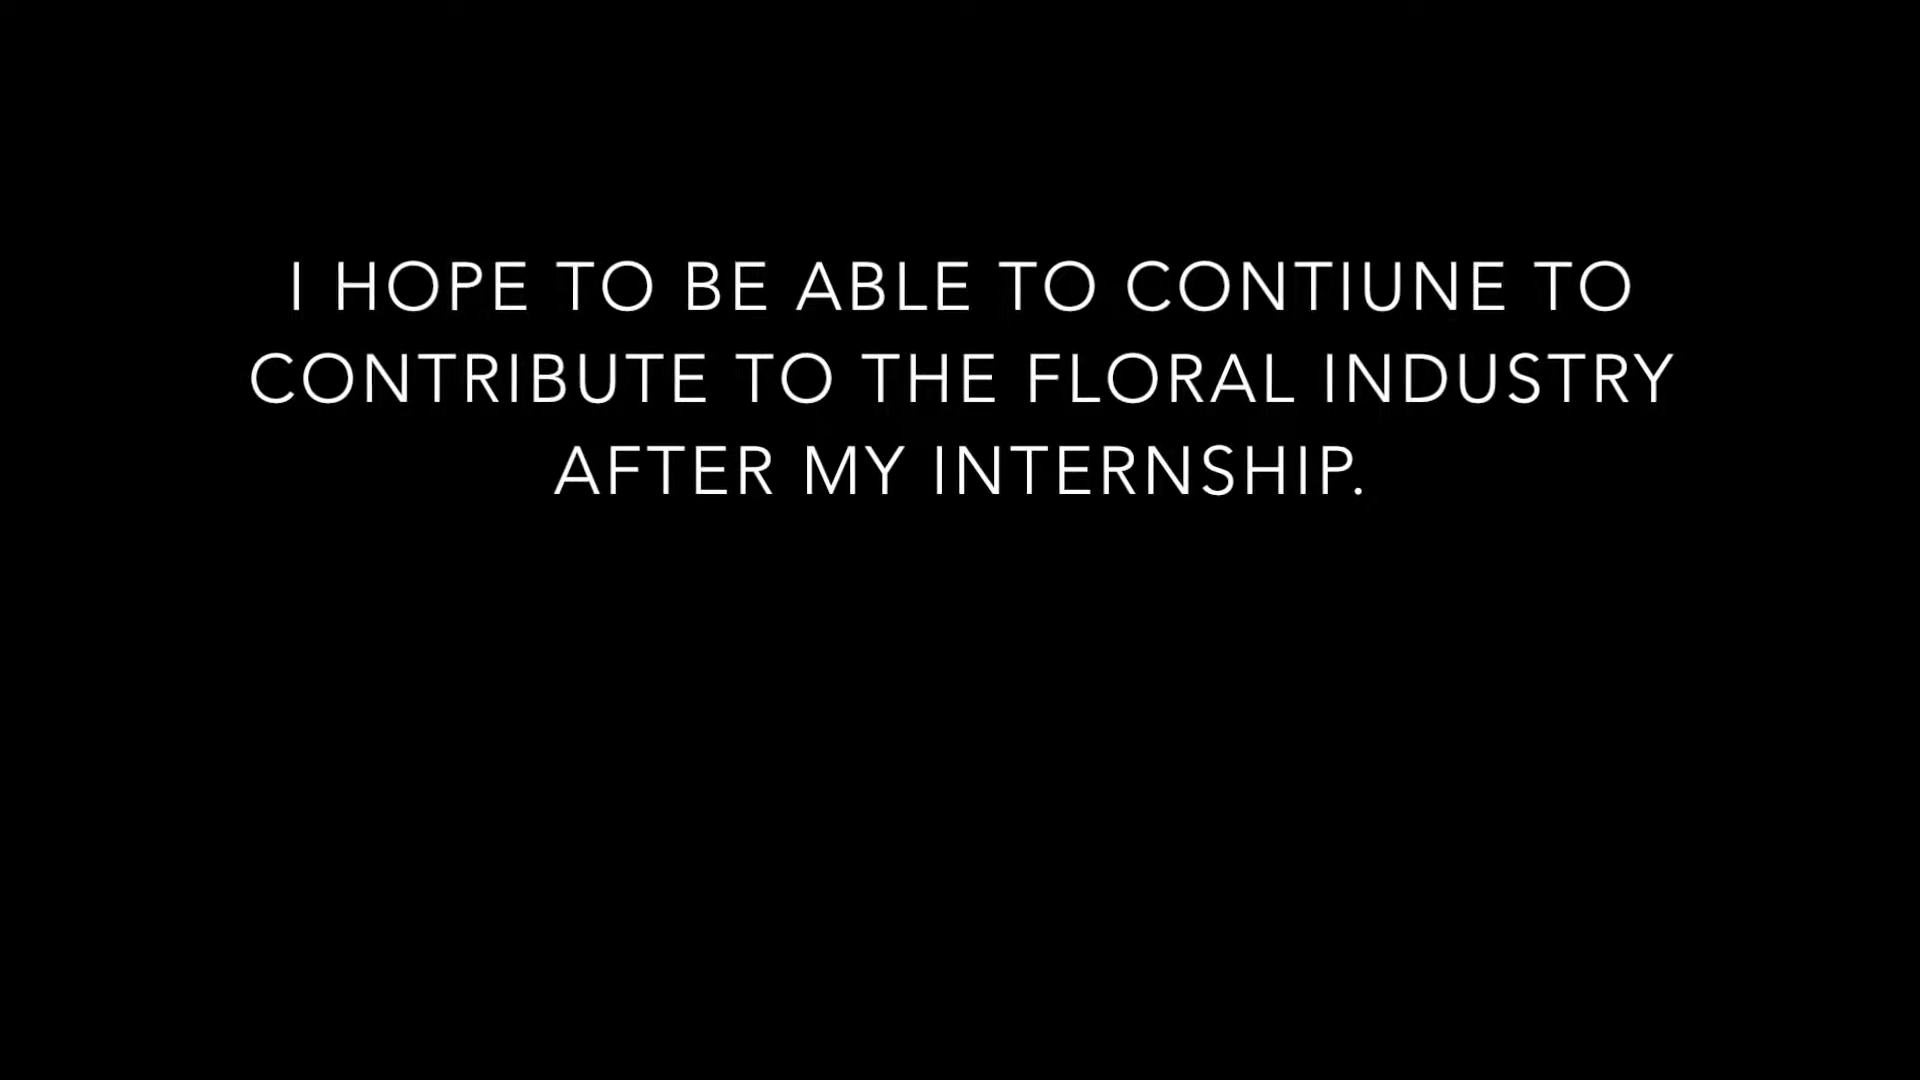 I HOPE TO BE ABLE TO CONTIUNE TO
CONTRIBUTE TO THE FLORAL INDUSTRY
AFTER MY INTERNSHIP.